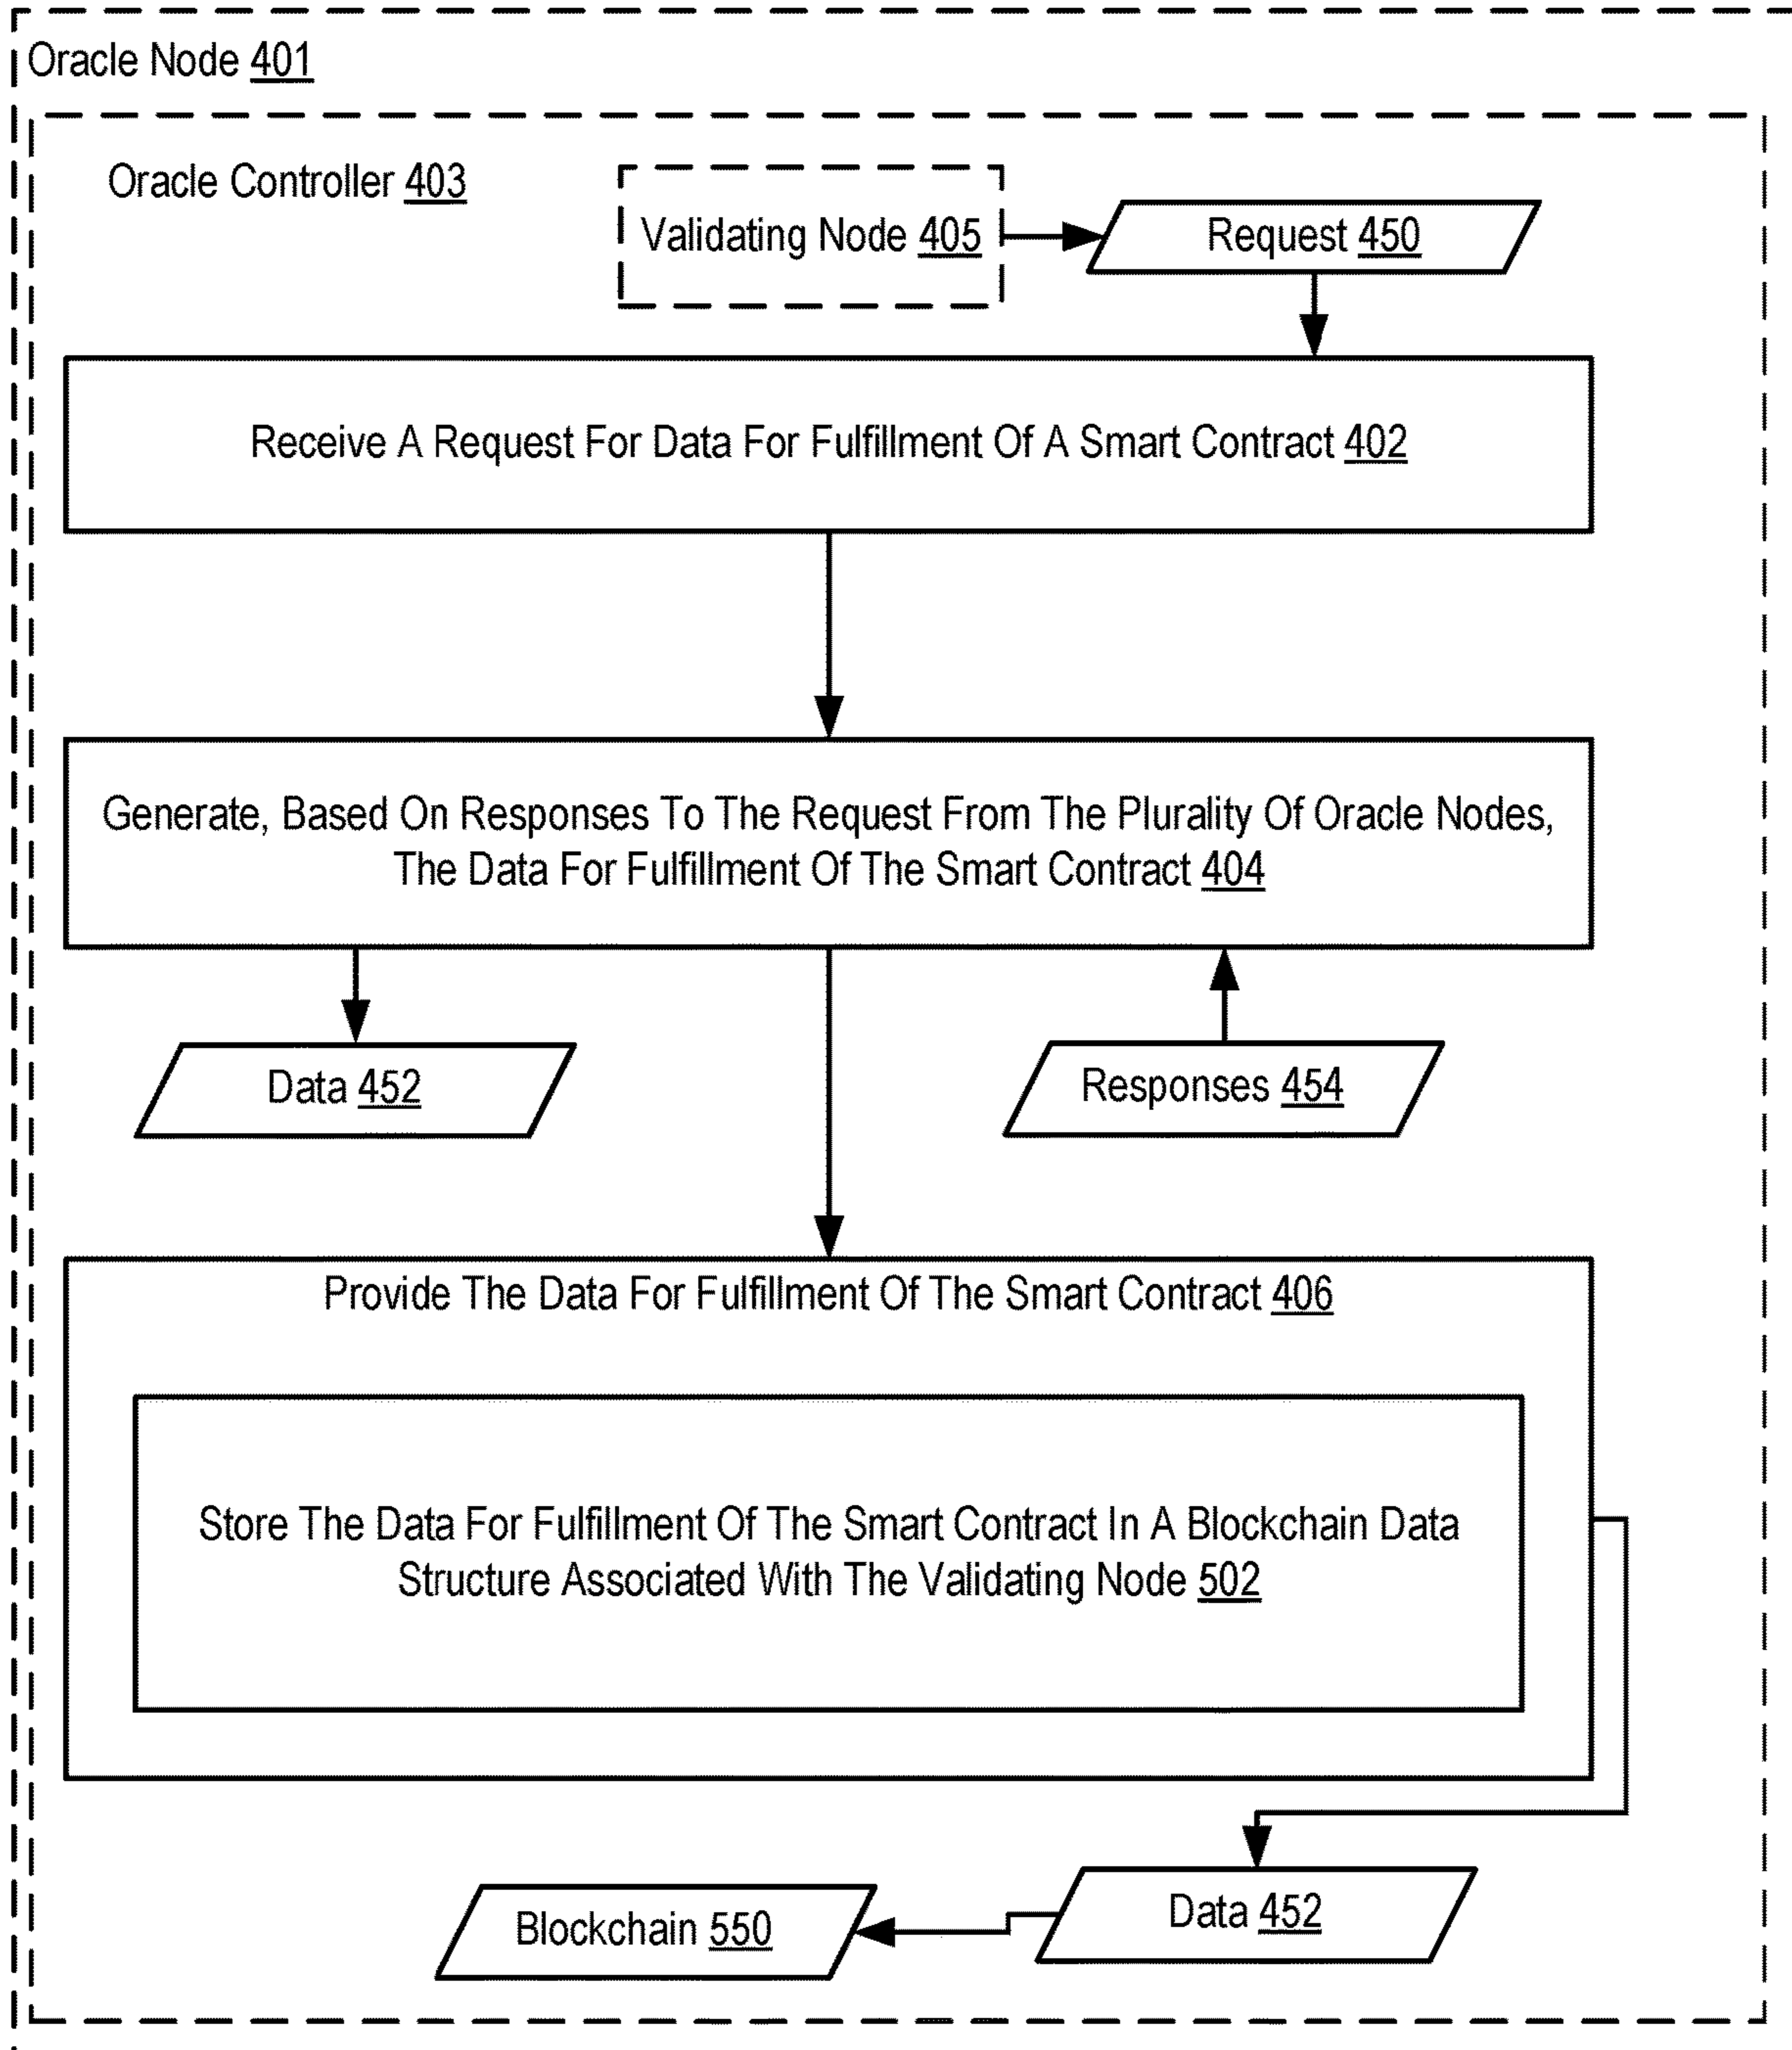 Oracle Node 401
Oracle Controller 403
Validating Node 405
Request 450
Receive A Request For Data For Fulfillment Of A Smart Contract 402
Generate, Based On Responses To The Request From The Plurality Of Oracle Nodes,
The Data For Fulfillment Of The Smart Contract 404
Data 452
Responses 454
Provide The Data For Fulfillment Of The Smart Contract 406
Store The Data For Fulfillment Of The Smart Contract In A Blockchain Data
Structure Associated With The Validating Node 502
Data 452
Blockchain 550